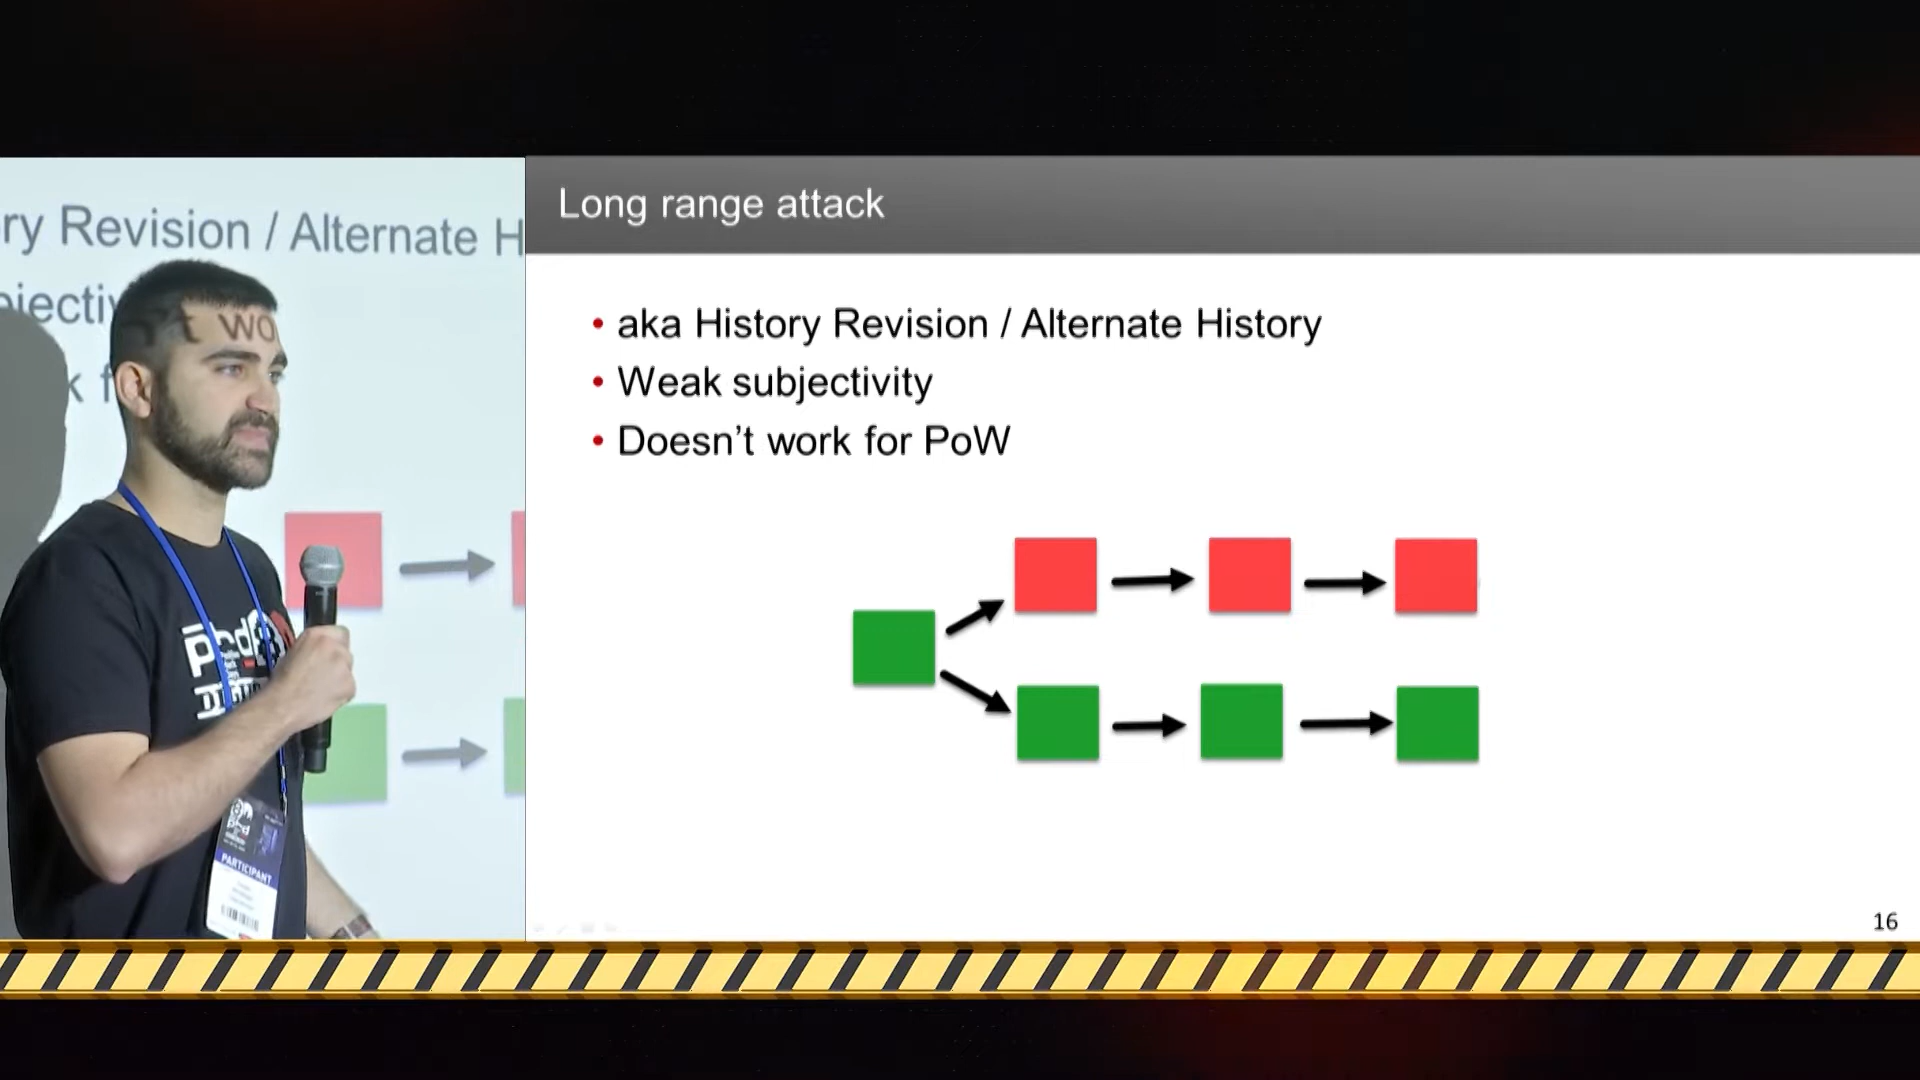 ry Revision / Alternate H
Long range attack
• aka History Revision / Alternate History
• Weak subjectivity
• Doesn't work for PoW
PARTICIPANT
16